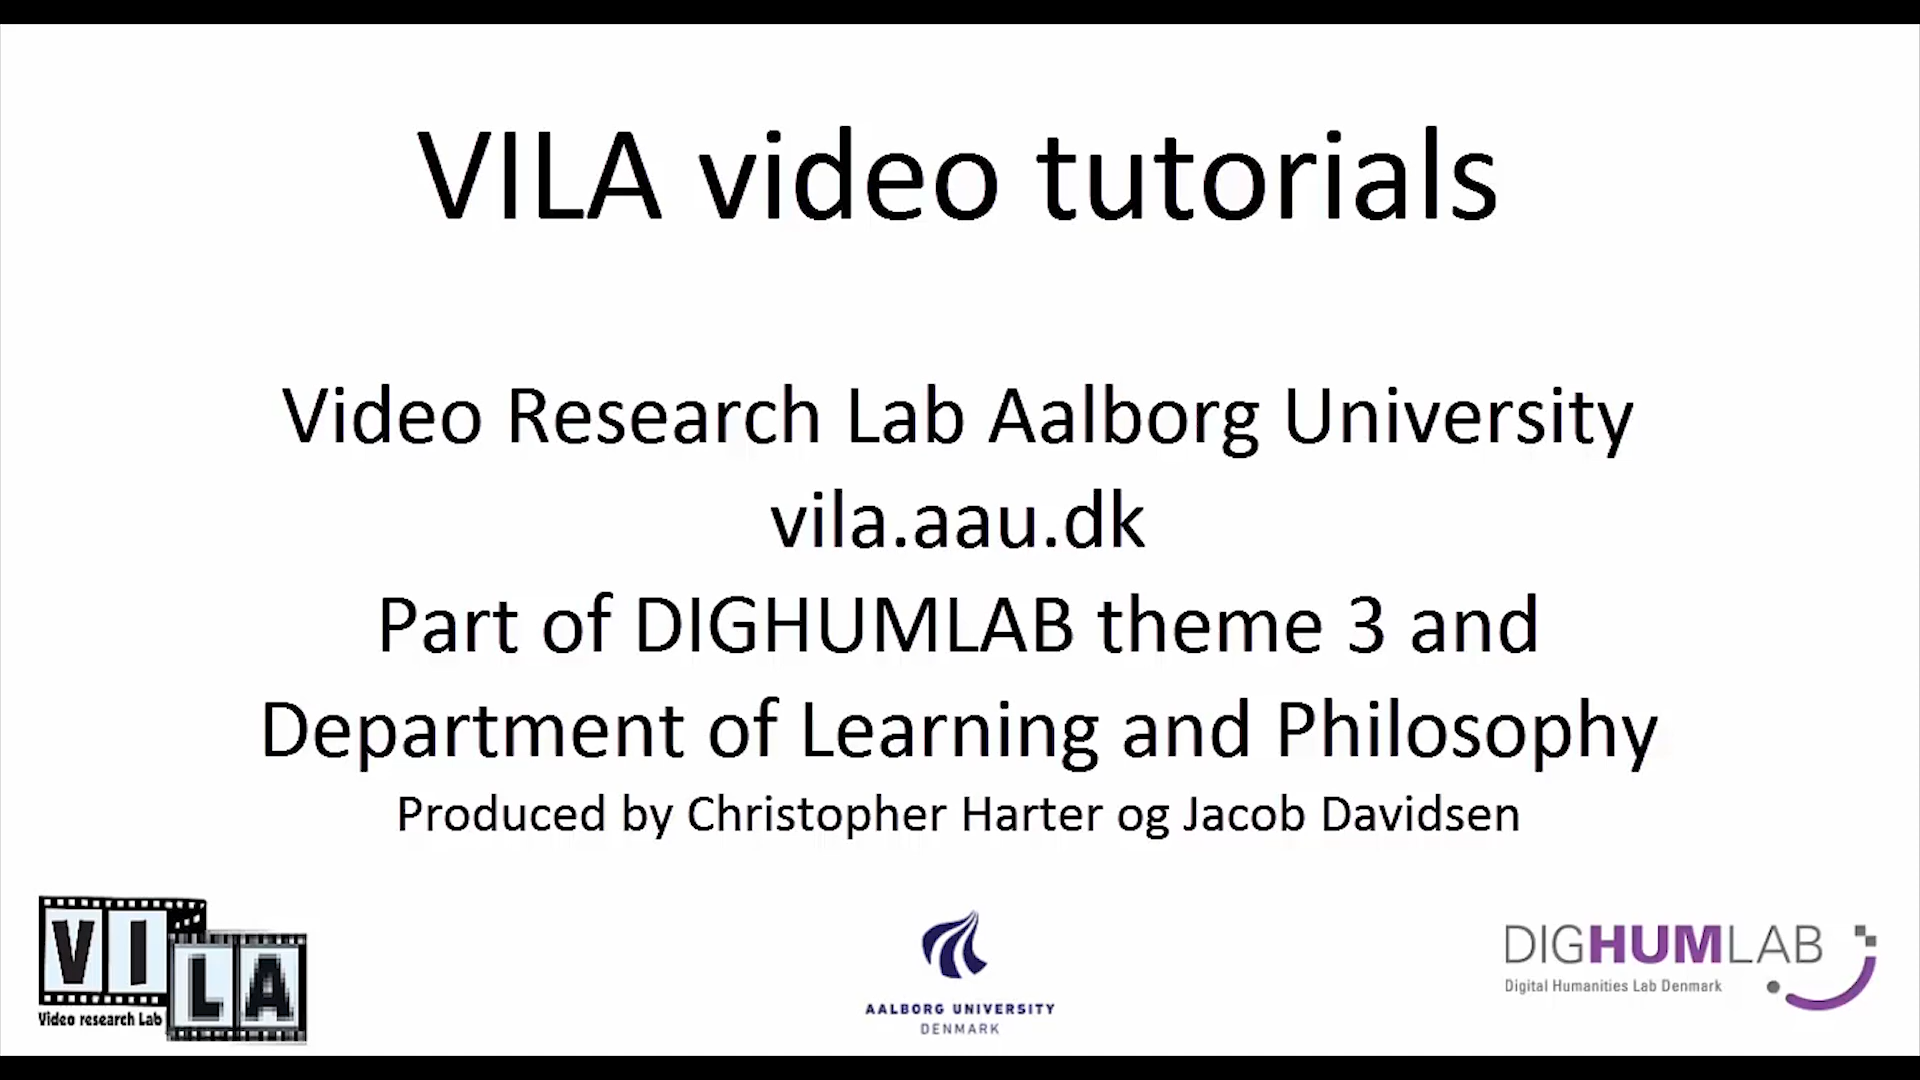 VILA video tutorials
Video Research Lab Aalborg University
vila.aau.dk
Part of DIGHUMLAB theme 3 and
Department of Learning and Philosophy
Produced by Christopher Harter og Jacob Davidsen
VI
LA
Video research Lab
AALBORG UNIVERSITY
DENMARK
DIGHUMLAB
Digital Humanities Lab Denmark